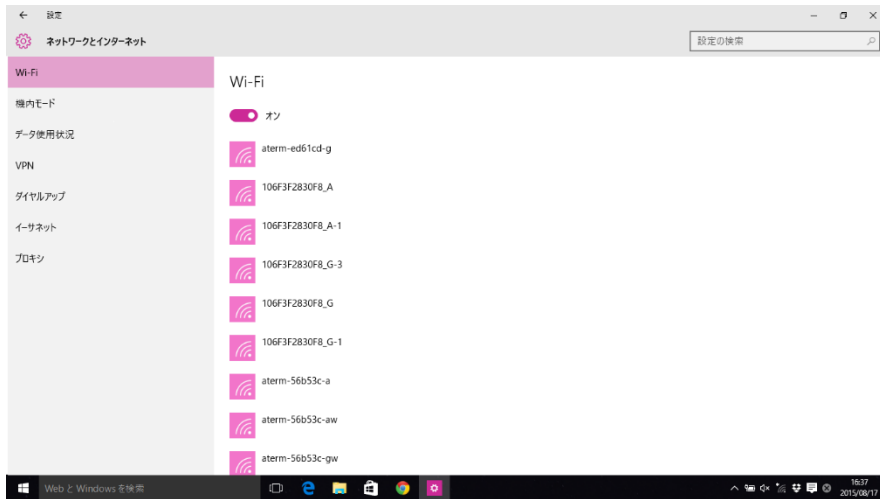 設定
ネットワークとインターネット
設定の検索
Wi-Fi
機内モード
データ使用状況
VPN
ダイヤルアップ
イーサネット
プロキシ
Wi-Fi
オン
aterm-ed61cd-g
106F3F2830F8_A
106F3F2830F8_A-1
106F3F2830F8_G-3
106F3F2830F8_G
106F3F2830F8_G-1
aterm-56b53c-a
aterm-56b53c-aw
aterm-56b53c-gw
Web と Windows を検索
16:37
2015/08/17